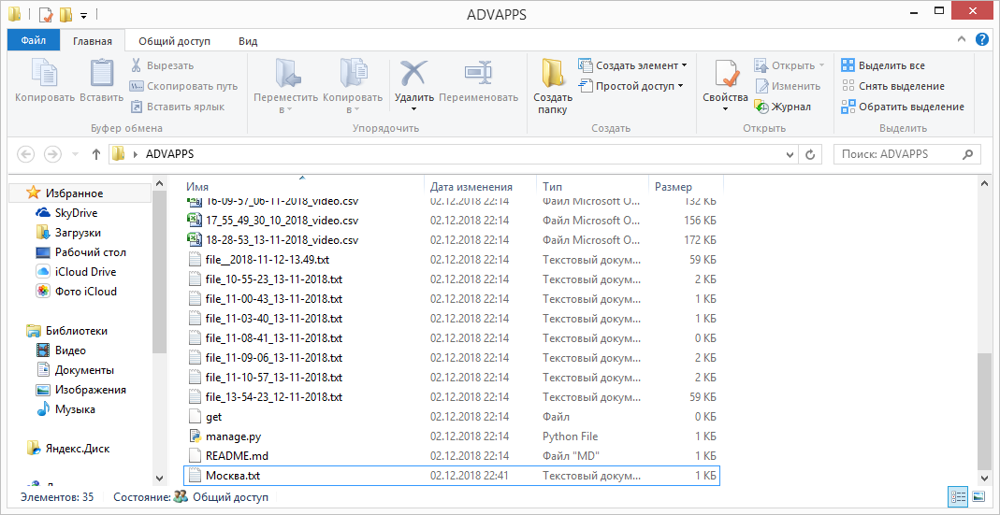 ADVAPPS
Файл Главная Общий доступ Вид
Копировать
Вставить
Вырезать
Скопировать путь
Вставить ярлык
Буфер обмена
Переместить в
Копировать в
Удалить
Переименовать
Упорядочить
Создать папку
Создать элемент
Простой доступ
Создать
Свойства
Открыть
Изменить
Журнал
Открыть
Выделить все
Снять выделение
Обратить выделение
Выделить
ADVAPPS
Поиск: ADVAPPS
Избранное
SkyDrive
Загрузки
Рабочий стол
iCloud Drive
Фото iCloud
Библиотеки
Видео
Документы
Изображения
Музыка
Яндекс.Диск
Имя Дата изменения Тип Размер
16-09-57_06-11-2018_video.csv 02.12.2018 22:14 Файл Microsoft O... 132 КБ
17_55_49_30_10_2018_video.csv 02.12.2018 22:14 Файл Microsoft O... 156 КБ
18-28-53_13-11-2018_video.csv 02.12.2018 22:14 Файл Microsoft O... 172 КБ
file__2018-11-12-13.49.txt 02.12.2018 22:14 Текстовый докум... 59 КБ
file_10-55-23_13-11-2018.txt 02.12.2018 22:14 Текстовый докум... 2 КБ
file_11-00-43_13-11-2018.txt 02.12.2018 22:14 Текстовый докум... 1 КБ
file_11-03-40_13-11-2018.txt 02.12.2018 22:14 Текстовый докум... 1 КБ
file_11-08-41_13-11-2018.txt 02.12.2018 22:14 Текстовый докум... 0 КБ
file_11-09-06_13-11-2018.txt 02.12.2018 22:14 Текстовый докум... 2 КБ
file_11-10-57_13-11-2018.txt 02.12.2018 22:14 Текстовый докум... 2 КБ
file_13-54-23_12-11-2018.txt 02.12.2018 22:14 Текстовый докум... 59 КБ
get 02.12.2018 22:14 Файл 0 КБ
manage.py 02.12.2018 22:14 Python File 1 КБ
README.md 02.12.2018 22:14 Файл "MD" 1 КБ
Москва.txt 02.12.2018 22:41 Текстовый докум... 1 КБ
Элементов: 35 Состояние: Общий доступ